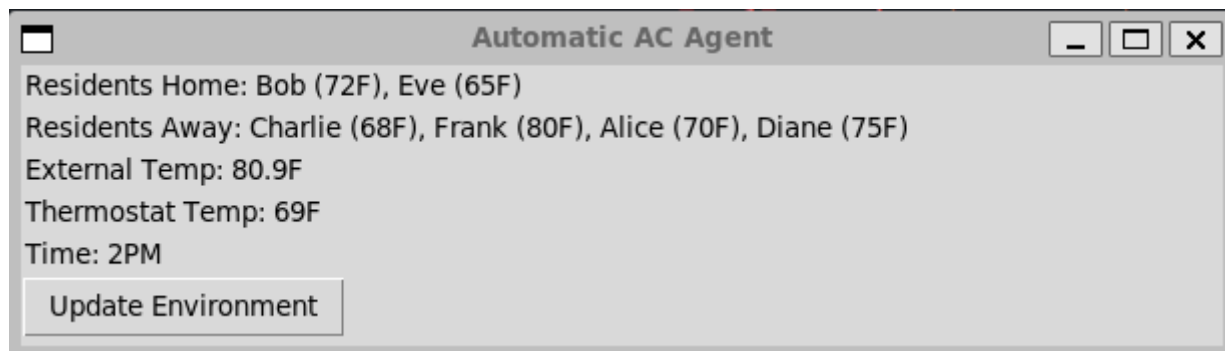 Automatic AC Agent
Residents Home: Bob (72F), Eve (65F)
Residents Away: Charlie (68F), Frank (80F), Alice (70F), Diane (75F)
External Temp: 80.9F
Thermostat Temp: 69F
Time: 2PM
Update Environment